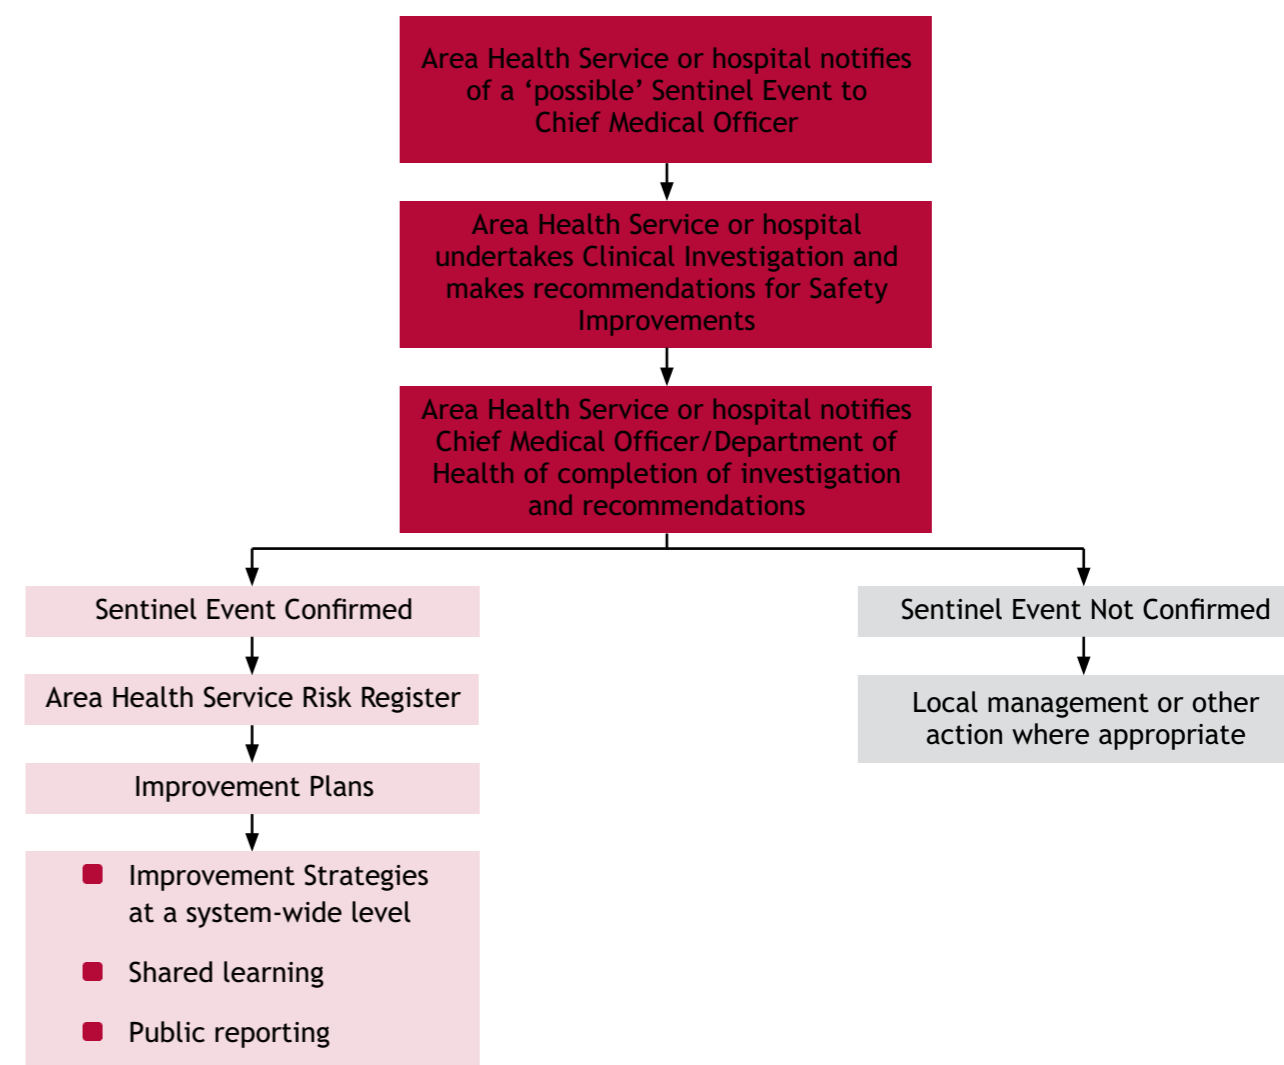 Area Health Service or hospital notifies
of a ‘possible’ Sentinel Event to
Chief Medical Officer
Area Health Service or hospital
undertakes Clinical Investigation and
makes recommendations for Safety
Improvements
Area Health Service or hospital notifies
Chief Medical Officer/Department of
Health of completion of investigation
and recommendations
Sentinel Event Confirmed
Area Health Service Risk Register
Improvement Plans
Improvement Strategies
at a system-wide level
Shared learning
Public reporting
Sentinel Event Not Confirmed
Local management or other
action where appropriate